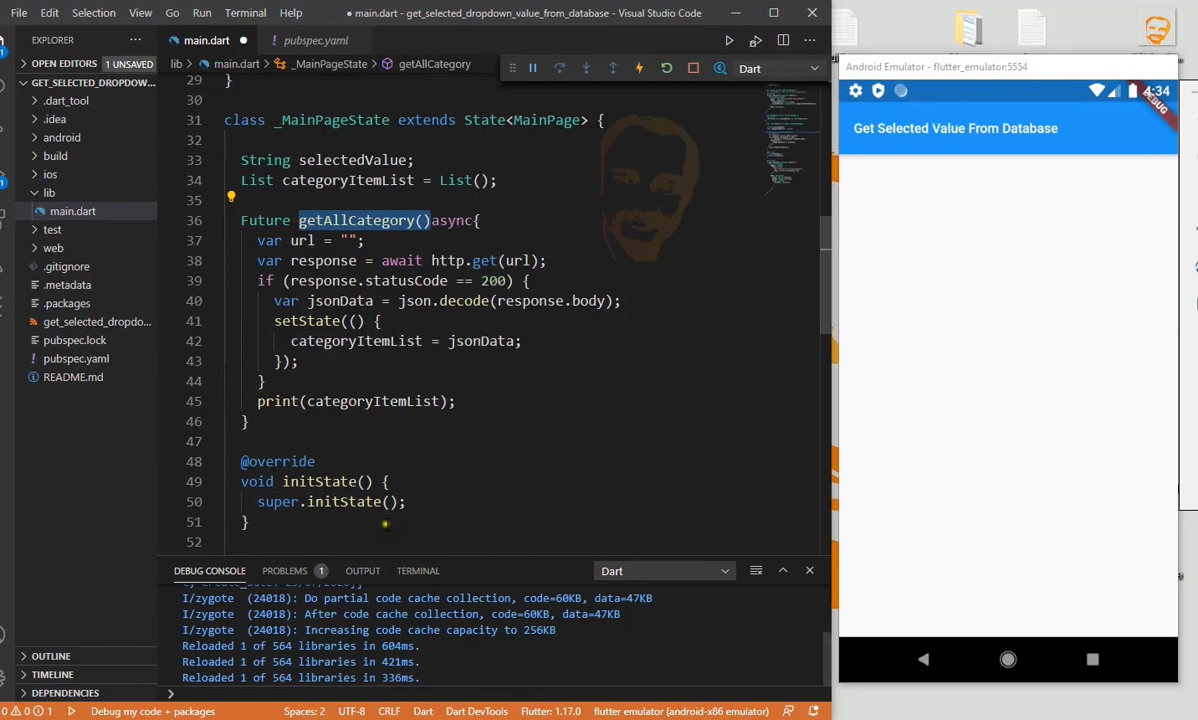 File Edit Selection View Go Run Terminal Help ● main.dart - get_selected_dropdown_value_from_database - Visual Studio Code
EXPLORER
main.dart
! pubspec.yaml
OPEN EDITORS 1 UNSAVED
lib > main.dart > _MainPageState > getAllCategory
Dart
GET_SELECTED_DROPDOW...
.dart_tool
.idea
android
build
ios
lib
main.dart
test
web
.gitignore
.metadata
.packages
get_selected_dropdo...
pubspec.lock
! pubspec.yaml
README.md
OUTLINE
TIMELINE
DEPENDENCIES
29 }
30
31 class _MainPageState extends State<MainPage> {
32
33 String selectedValue;
34 List categoryItemList = List();
35
36 Future getAllCategory()async{
37 var url = "";
38 var response = await http.get(url);
39 if (response.statusCode == 200) {
40 var jsonData = json.decode(response.body);
41 setState(() {
42 categoryItemList = jsonData;
43 });
44 }
45 print(categoryItemList);
46 }
47
48 @override
49 void initState() {
50 super.initState();
51 }
52
DEBUG CONSOLE PROBLEMS 1 OUTPUT TERMINAL Dart
I/zygote (24018): Do partial code cache collection, code=60KB, data=47KB
I/zygote (24018): After code cache collection, code=60KB, data=47KB
I/zygote (24018): Increasing code cache capacity to 256KB
Reloaded 1 of 564 libraries in 604ms.
Reloaded 1 of 564 libraries in 421ms.
Reloaded 1 of 564 libraries in 336ms.
0 0 1 Debug my code + packages Spaces: 2 UTF-8 CRLF Dart Dart DevTools Flutter: 1.17.0 flutter emulator (android-x86 emulator)
Android Emulator - flutter_emulator:5554
4:34
DEBUG
Get Selected Value From Database